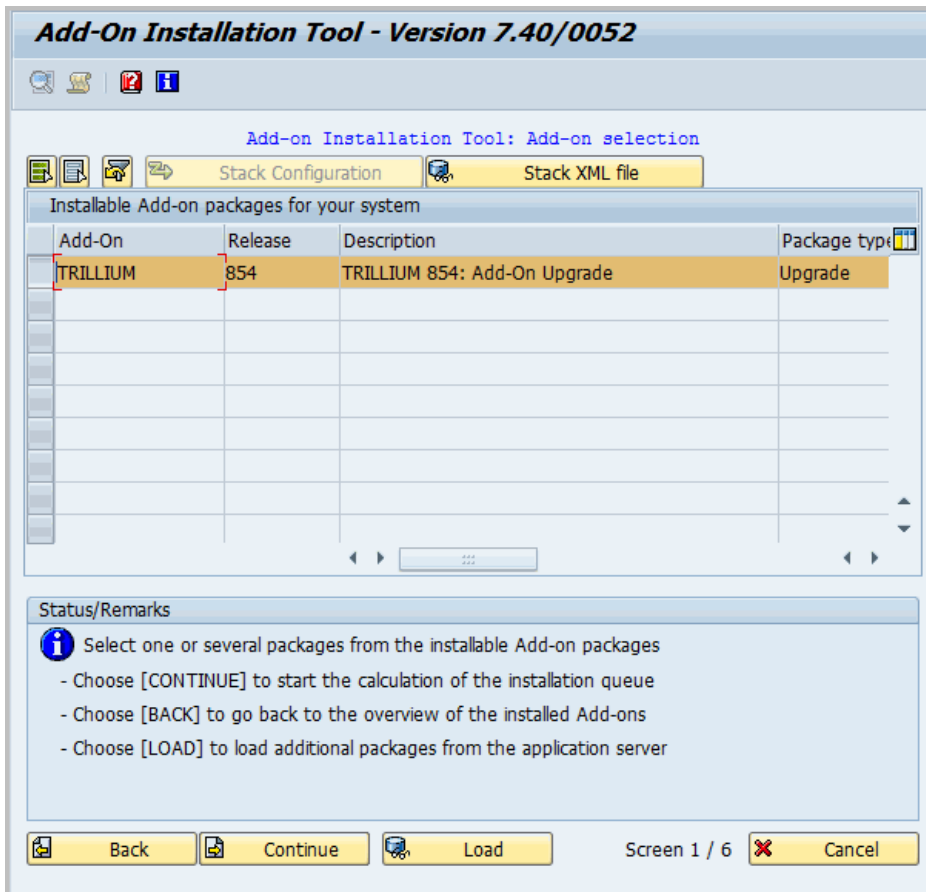 Add-On Installation Tool - Version 7.40/0052
Add-on Installation Tool: Add-on selection
Stack Configuration Stack XML file
Installable Add-on packages for your system
Add-On Release Description Package type
TRILLIUM 854 TRILLIUM 854: Add-On Upgrade Upgrade
Status/Remarks
Select one or several packages from the installable Add-on packages
- Choose [CONTINUE] to start the calculation of the installation queue
- Choose [BACK] to go back to the overview of the installed Add-ons
- Choose [LOAD] to load additional packages from the application server
Back Continue Load Screen 1 / 6 Cancel